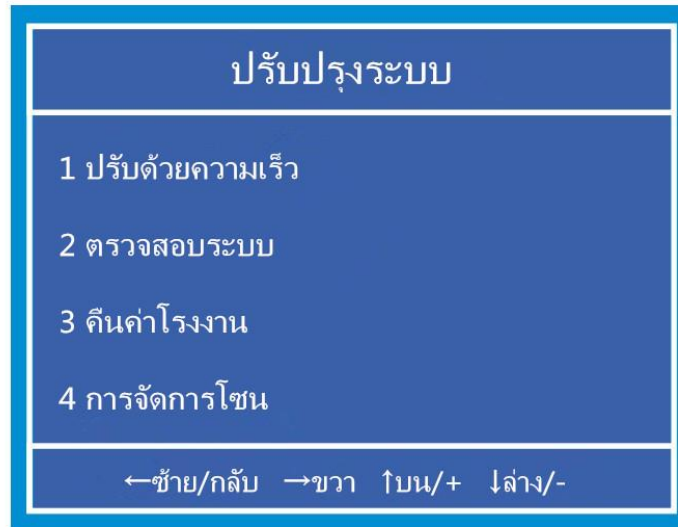 ปรับปรุงระบบ
1 ปรับด้วยความเร็ว
2 ตรวจสอบระบบ
3 คืนค่าโรงงาน
4 การจัดการโซน
←ซ้าย/กลับ →ขวา ↑บน/+ ↓ล่าง/-